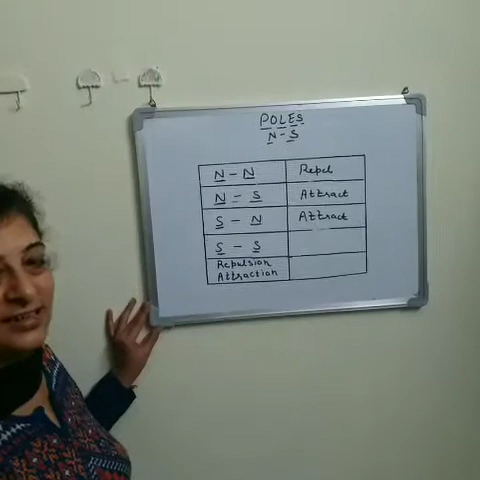 POLES
N - S
N - N Repel
N - S Attract
S - N Attract
S - S
Repulsion
Attraction